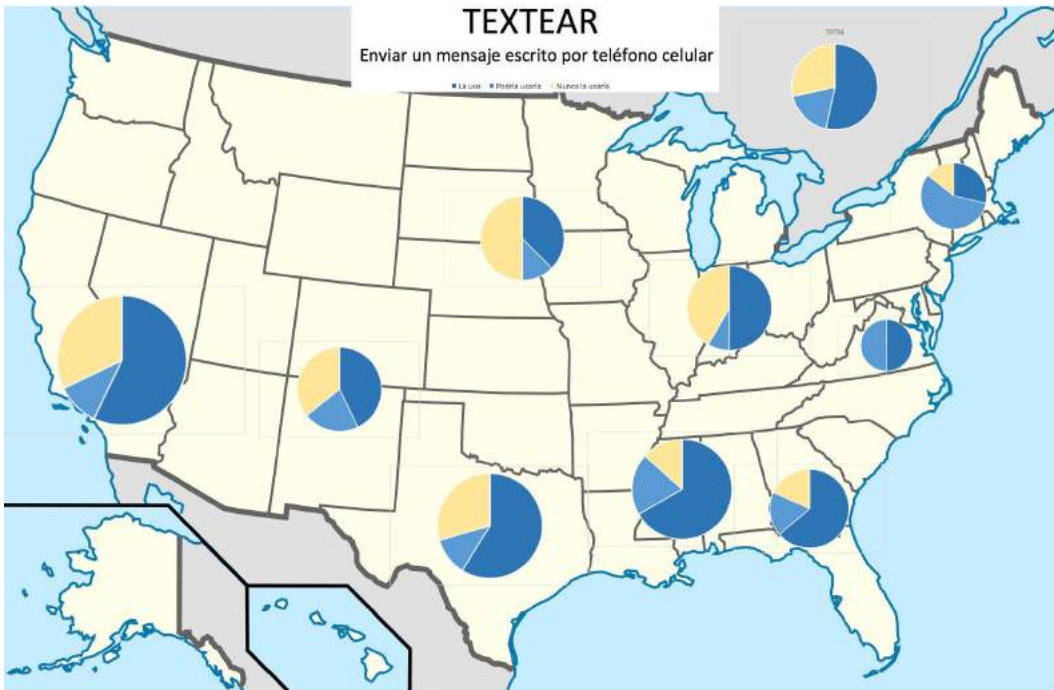 TEXTEAR
Enviar un mensaje escrito por teléfono celular
La usa Podría usarla Nunca la usaría
TOTAL